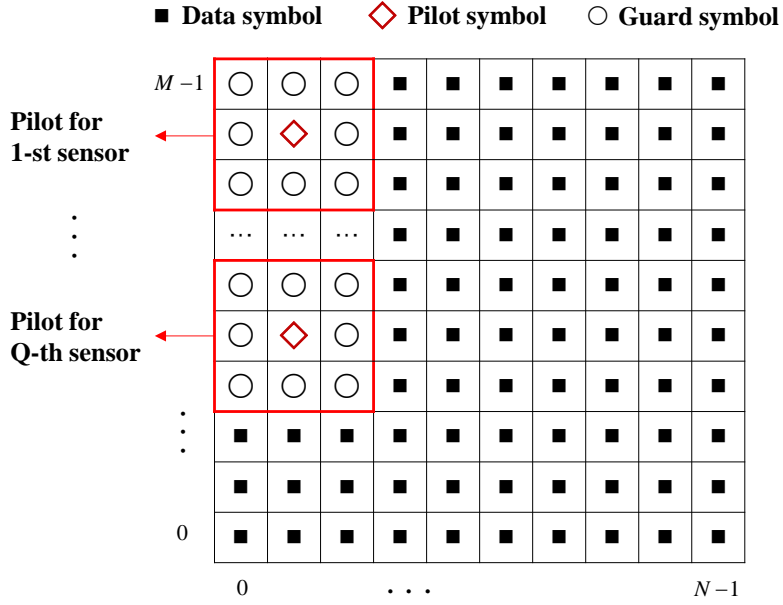 Data symbol Pilot symbol Guard symbol
M −1
Pilot for
1-st sensor
...
... ... ...
Pilot for
Q-th sensor
...
0
0 ... N −1